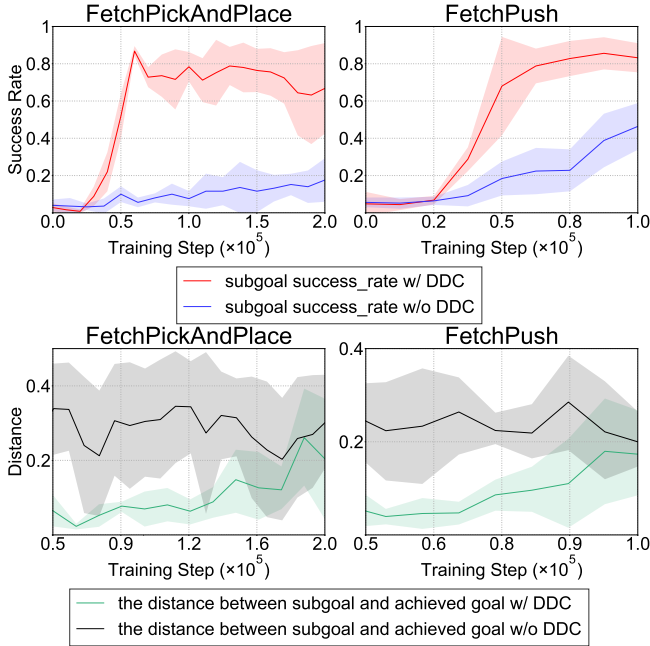 FetchPickAndPlace
FetchPush
1
0.8
0.6
0.4
0.2
Success Rate
0.0
0.5
1.0
1.5
2.0
Training Step (×10⁵)
1
0.8
0.6
0.4
0.2
0.0
0.2
0.5
0.8
1.0
Training Step (×10⁵)
subgoal success_rate w/ DDC
subgoal success_rate w/o DDC
FetchPickAndPlace
FetchPush
0.4
0.2
Distance
0.5
0.9
1.2
1.6
2.0
Training Step (×10⁵)
0.4
0.2
0.5
0.6
0.8
0.9
1.0
Training Step (×10⁵)
the distance between subgoal and achieved goal w/ DDC
the distance between subgoal and achieved goal w/o DDC